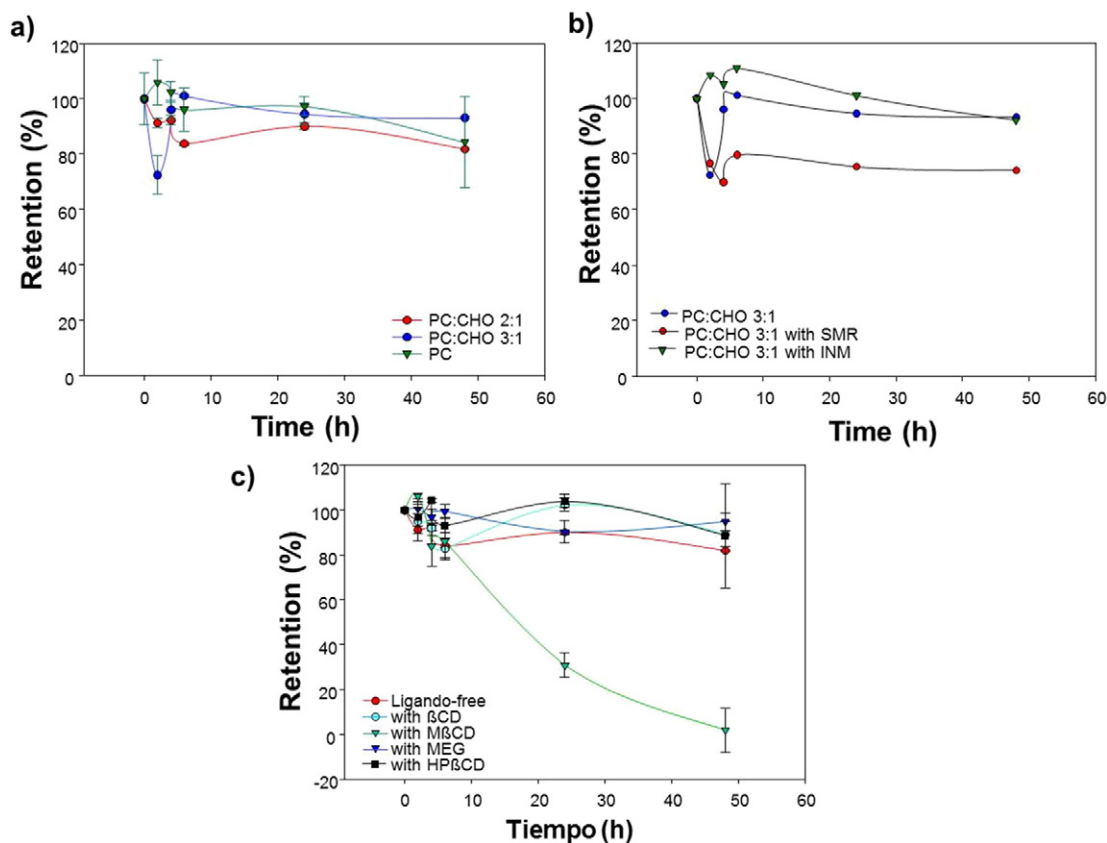 a)
120
100
80
60
40
20
0
Retention (%)
PC:CHO 2:1
PC:CHO 3:1
PC
0 10 20 30 40 50 60
Time (h)
b)
120
100
80
60
40
20
0
Retention (%)
PC:CHO 3:1
PC:CHO 3:1 with SMR
PC:CHO 3:1 with INM
0 10 20 30 40 50 60
Time (h)
c)
120
100
80
60
40
20
0
-20
Retention (%)
Ligando-free
with ßCD
with MßCD
with MEG
with HPßCD
0 10 20 30 40 50 60
Tiempo (h)